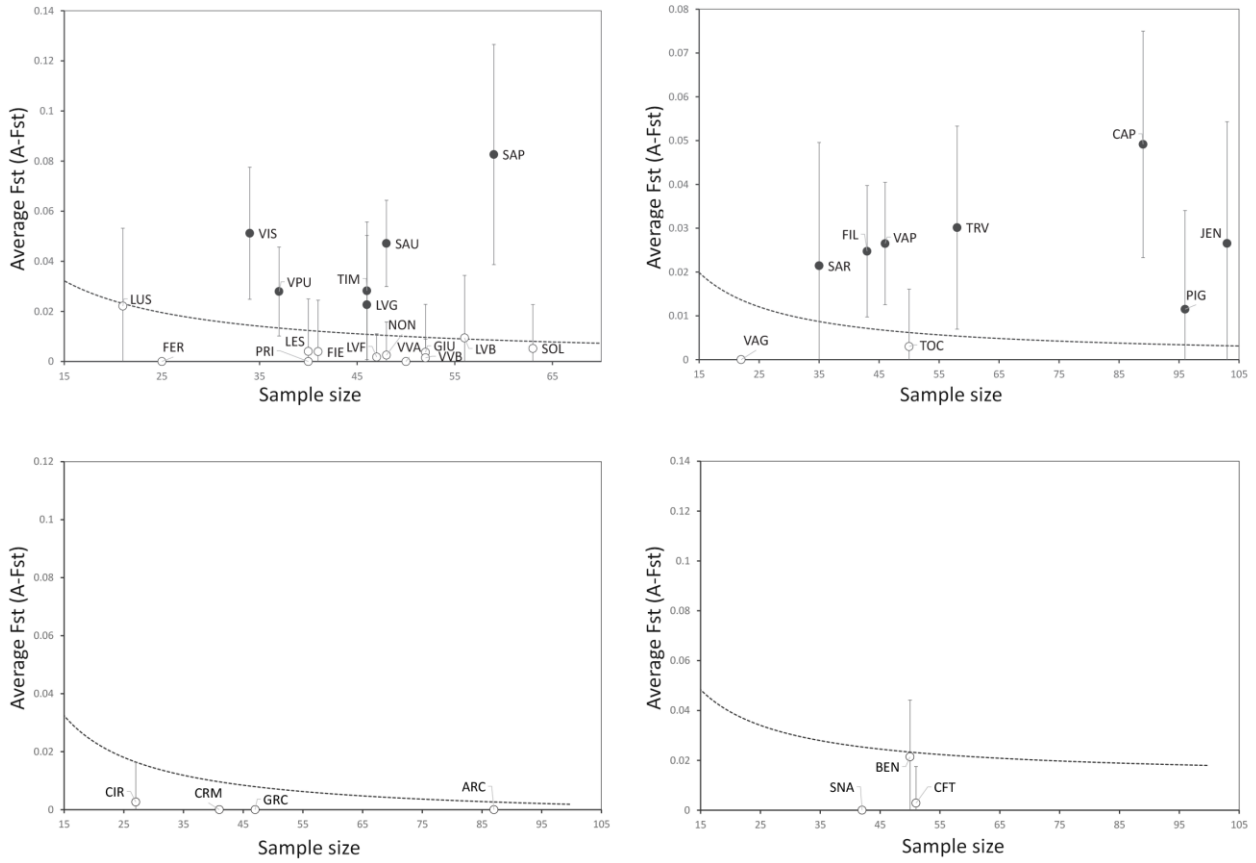 0.14
0.12
0.1
0.08
0.06
0.04
0.02
0
Average Fst (A-Fst)
SAP
VIS
SAU
VPU
TIM
LVG
LUS
NON
LES
GIU
FER
PRI
FIE
LVF
VVA
VVB
LVB
SOL
15 25 35 45 55 65
Sample size
0.08
0.07
0.06
0.05
0.04
0.03
0.02
0.01
0
Average Fst (A-Fst)
CAP
JEN
FIL
VAP
TRV
SAR
PIG
VAG
TOC
15 25 35 45 55 65 75 85 95 105
Sample size
0.12
0.1
0.08
0.06
0.04
0.02
0
Average Fst (A-Fst)
CIR
CRM
GRC
ARC
15 25 35 45 55 65 75 85 95 105
Sample size
0.14
0.12
0.1
0.08
0.06
0.04
0.02
0
Average Fst (A-Fst)
BEN
SNA
CFT
15 25 35 45 55 65 75 85 95 105
Sample size